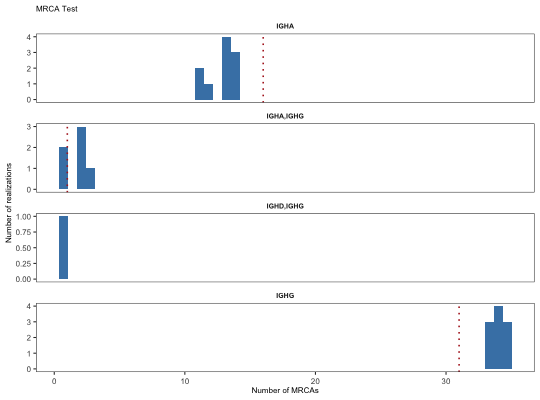 MRCA Test
IGHA
4
3
2
1
0
IGHA,IGHG
3
2
1
0
IGHD,IGHG
1.00
0.75
0.50
0.25
0.00
IGHG
4
3
2
1
0
0 10 20 30
Number of MRCAs
Number of realizations